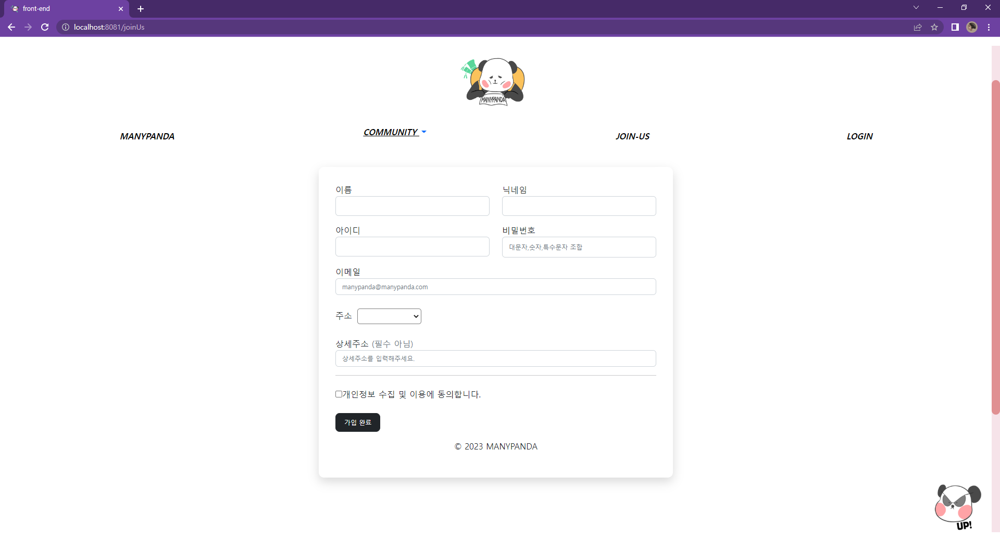 front-end
localhost:8081/joinUs
MANYPANDA
MANYPANDA
COMMUNITY
JOIN-US
LOGIN
이름
닉네임
아이디
비밀번호
대문자,숫자,특수문자 조합
이메일
manypanda@manypanda.com
주소
상세주소 (필수 아님)
상세주소를 입력해주세요.
개인정보 수집 및 이용에 동의합니다.
가입 완료
© 2023 MANYPANDA
UP!